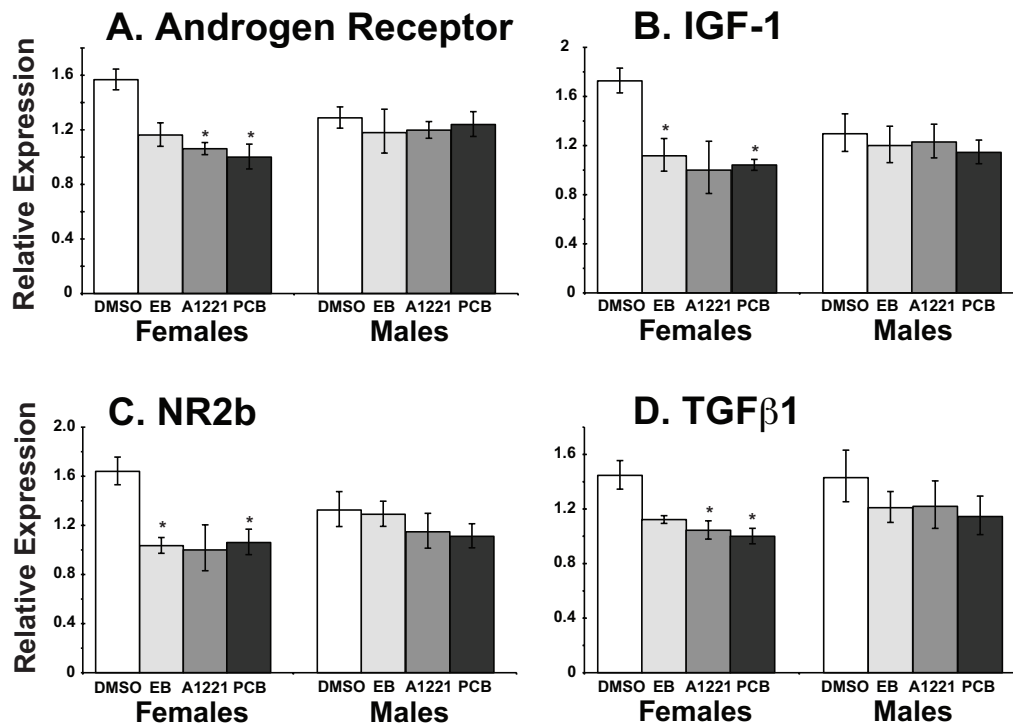 A. Androgen Receptor
Relative Expression
1.6
1.2
0.4
0.4
0
* *
DMSO EB A1221 PCB DMSO EB A1221 PCB
Females Males
B. IGF-1
2
1.6
1.2
0.8
0.4
0
* *
DMSO EB A1221 PCB DMSO EB A1221 PCB
Females Males
C. NR2b
Relative Expression
2.0
1.6
1.2
0.8
0.4
0
* *
DMSO EB A1221 PCB DMSO EB A1221 PCB
Females Males
D. TGFβ1
1.6
1.2
0.8
0.4
0
* *
DMSO EB A1221 PCB DMSO EB A1221 PCB
Females Males